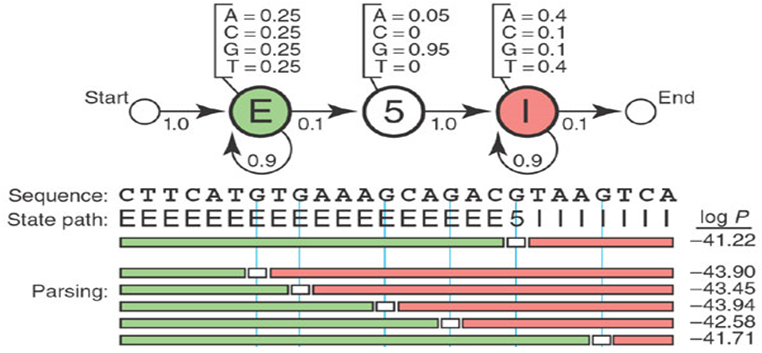 A = 0.25
C = 0.25
G = 0.25
T = 0.25
A = 0.05
C = 0
G = 0.95
T = 0
A = 0.4
C = 0.1
G = 0.1
T = 0.4
Start
E
5
I
End
1.0
0.1
1.0
0.1
0.9
0.9
Sequence: CTTCATGTGAAAGCAGACGTAAGTCA
State path: EEEEEEEEEEEEEEEEEE5IIIIIII
log P
−41.22
−43.90
Parsing:
−43.45
−43.94
−42.58
−41.71